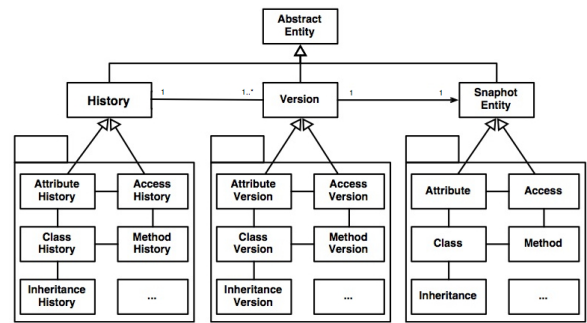 Abstract
Entity
History
1
1..*
Version
1
1
Snaphot
Entity
Attribute
History
Access
History
Class
History
Method
History
Inheritance
History
...
Attribute
Version
Access
Version
Class
Version
Method
Version
Inheritance
Version
...
Attribute
Access
Class
Method
Inheritance
...